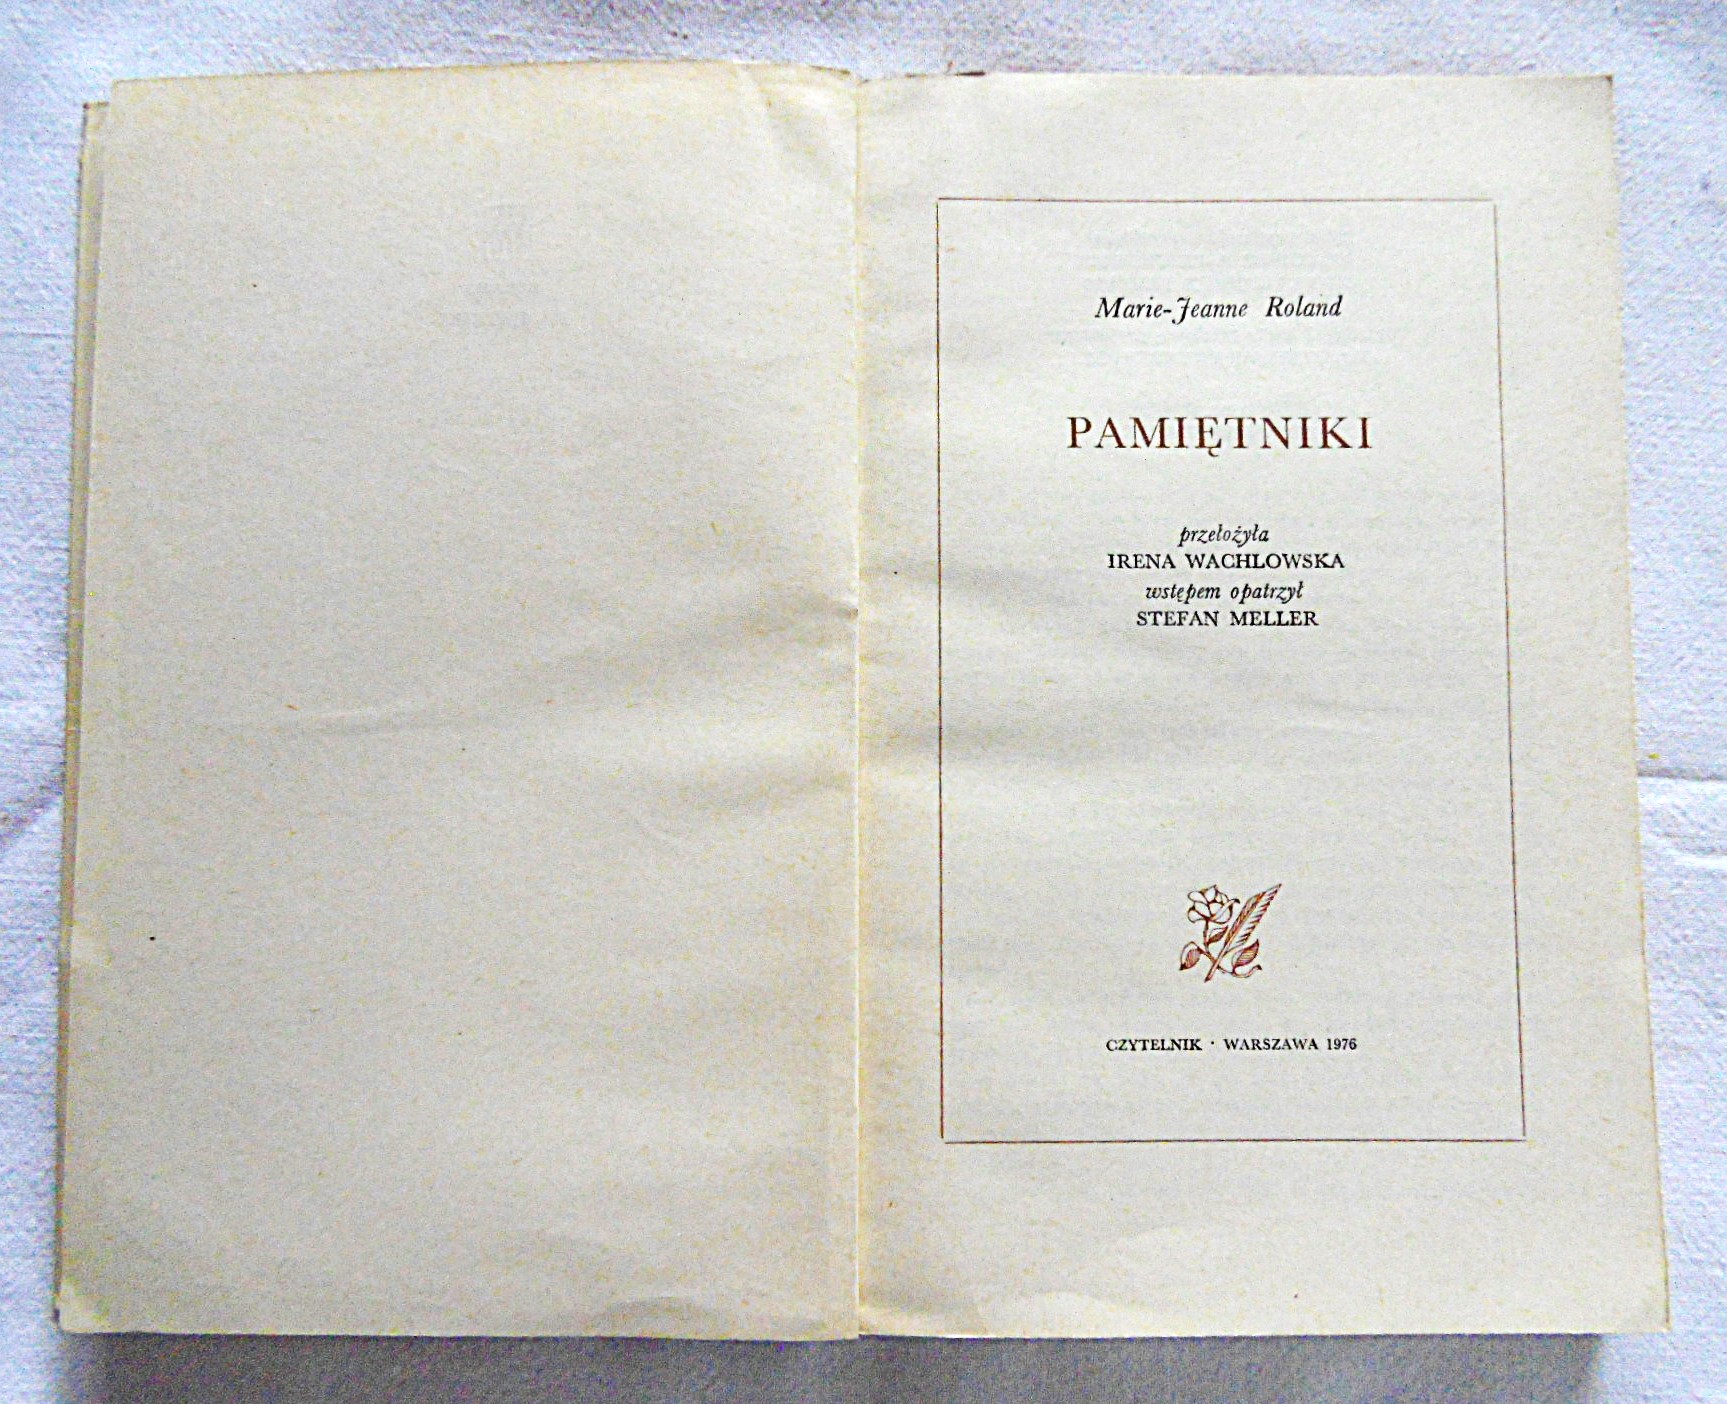 Marie-Jeanne Roland
PAMIĘTNIKI
przełożyła
IRENA WACHLOWSKA
wstępem opatrzył
STEFAN MELLER
CZYTELNIK · WARSZAWA 1976